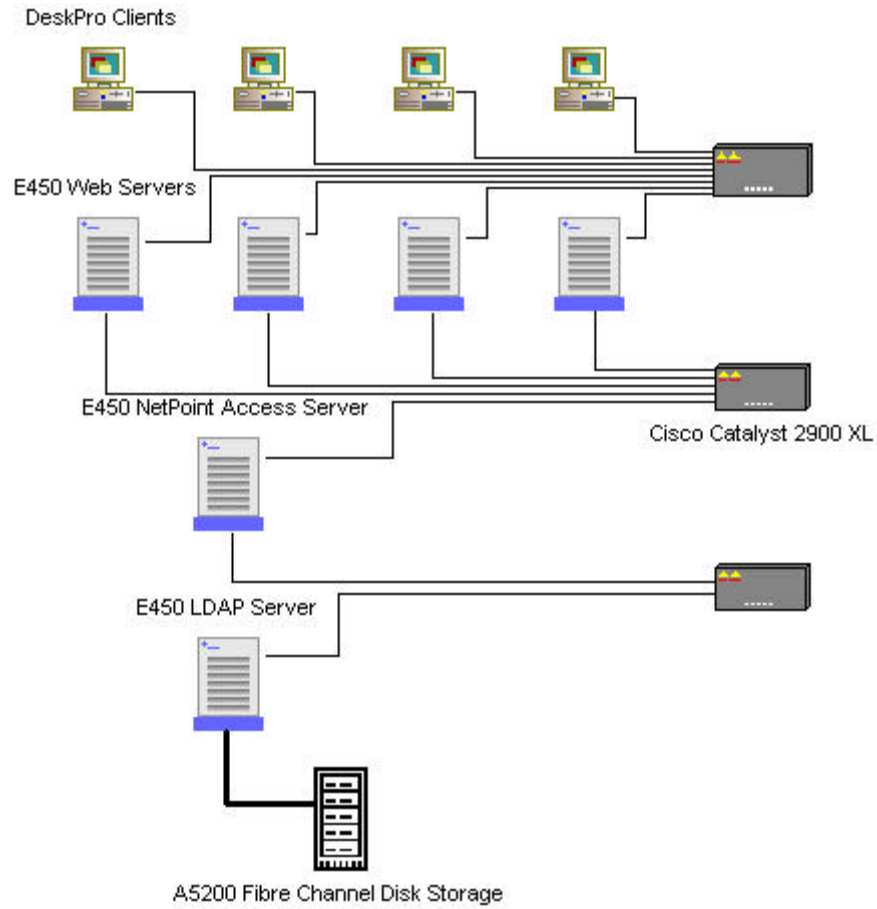 DeskPro Clients
E450 Web Servers
E450 NetPoint Access Server
Cisco Catalyst 2900 XL
E450 LDAP Server
A5200 Fibre Channel Disk Storage